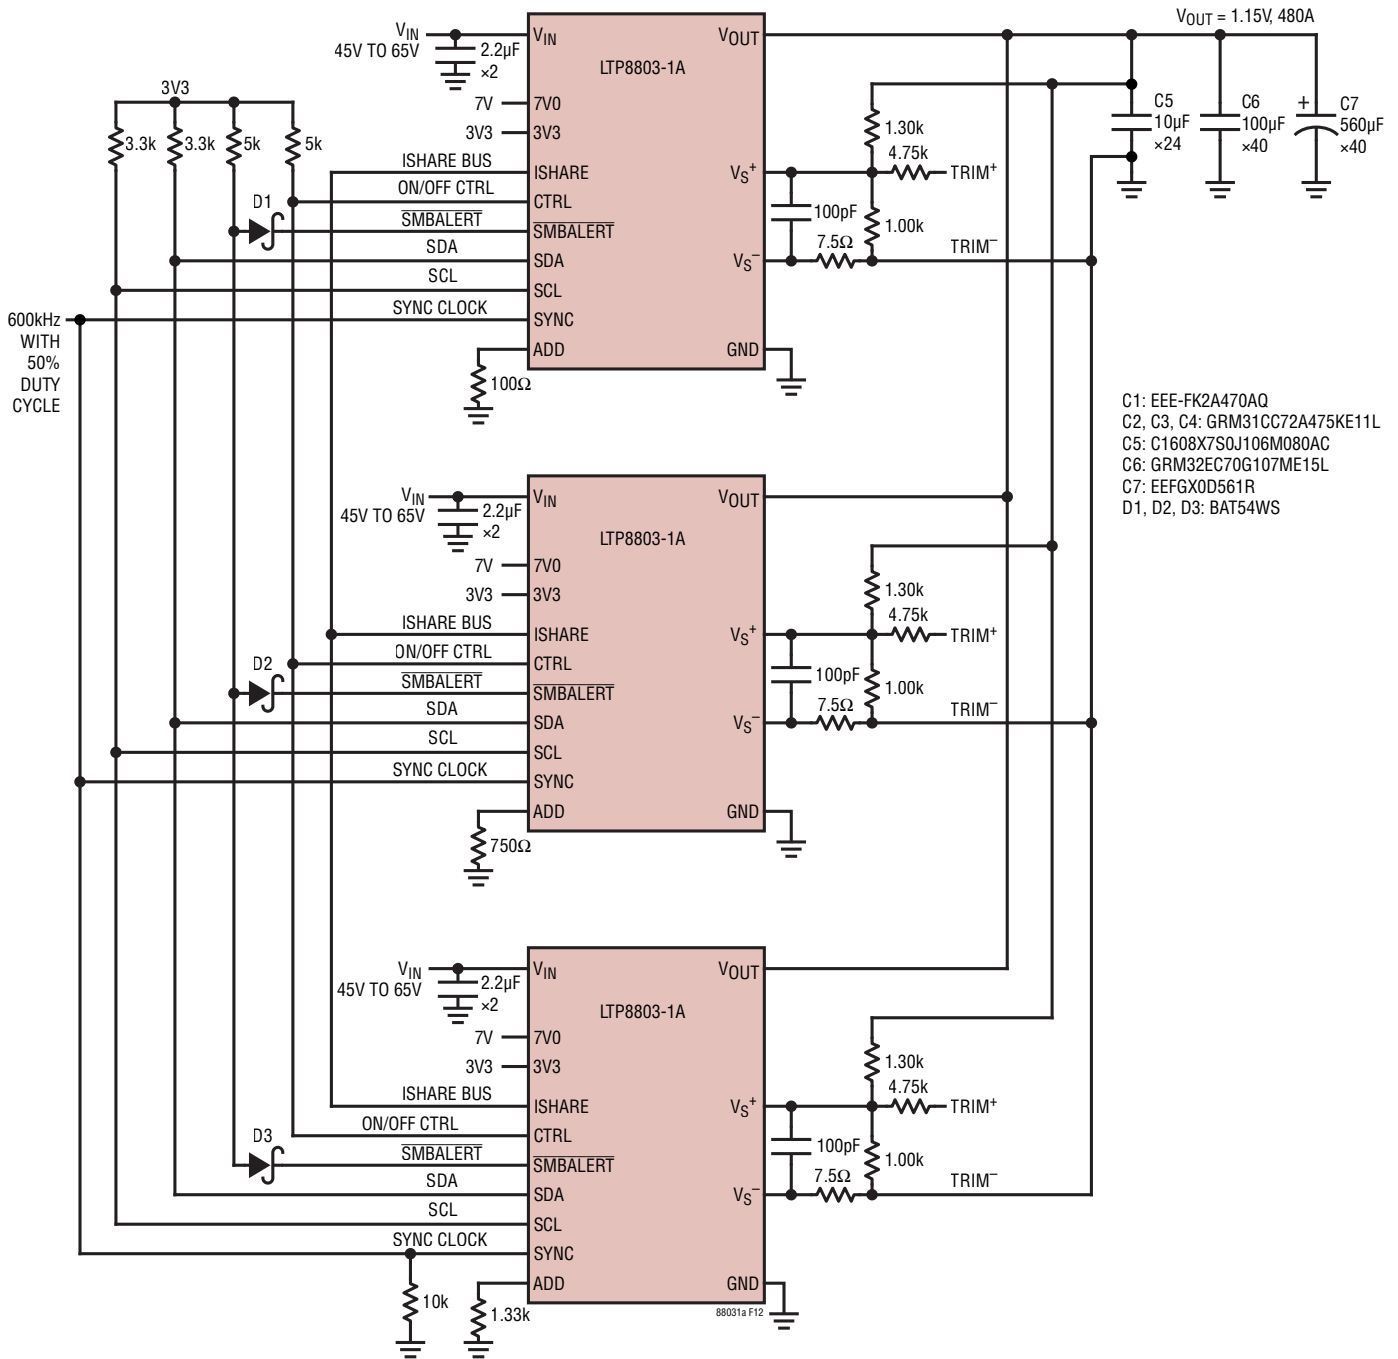 VOUT = 1.15V, 480A
VIN
45V TO 65V
2.2µF
×2
VIN
VOUT
LTP8803-1A
3V3
3.3k
3.3k
5k
5k
7V
7V0
3V3
3V3
1.30k
4.75k
C5
10µF
×24
C6
100µF
×40
+
C7
560µF
×40
ISHARE BUS
ISHARE
VS+
TRIM+
ON/OFF CTRL
CTRL
D1
SMBALERT
SMBALERT
100pF
1.00k
7.5Ω
SDA
SDA
VS–
TRIM–
SCL
SCL
600kHz
WITH
50%
DUTY
CYCLE
SYNC CLOCK
SYNC
ADD
GND
100Ω
C1: EEE-FK2A470AQ
C2, C3, C4: GRM31CC72A475KE11L
C5: C1608X7S0J106M080AC
C6: GRM32EC70G107ME15L
C7: EEFGX0D561R
D1, D2, D3: BAT54WS
VIN
45V TO 65V
2.2µF
×2
VIN
VOUT
LTP8803-1A
7V
7V0
3V3
3V3
1.30k
4.75k
ISHARE BUS
ISHARE
VS+
TRIM+
ON/OFF CTRL
CTRL
D2
SMBALERT
SMBALERT
100pF
1.00k
7.5Ω
SDA
SDA
VS–
TRIM–
SCL
SCL
SYNC CLOCK
SYNC
ADD
GND
750Ω
VIN
45V TO 65V
2.2µF
×2
VIN
VOUT
LTP8803-1A
7V
7V0
3V3
3V3
1.30k
4.75k
ISHARE BUS
ISHARE
VS+
TRIM+
ON/OFF CTRL
CTRL
D3
SMBALERT
SMBALERT
100pF
1.00k
7.5Ω
SDA
SDA
VS–
TRIM–
SCL
SCL
SYNC CLOCK
SYNC
ADD
GND
10k
1.33k
88031a F12